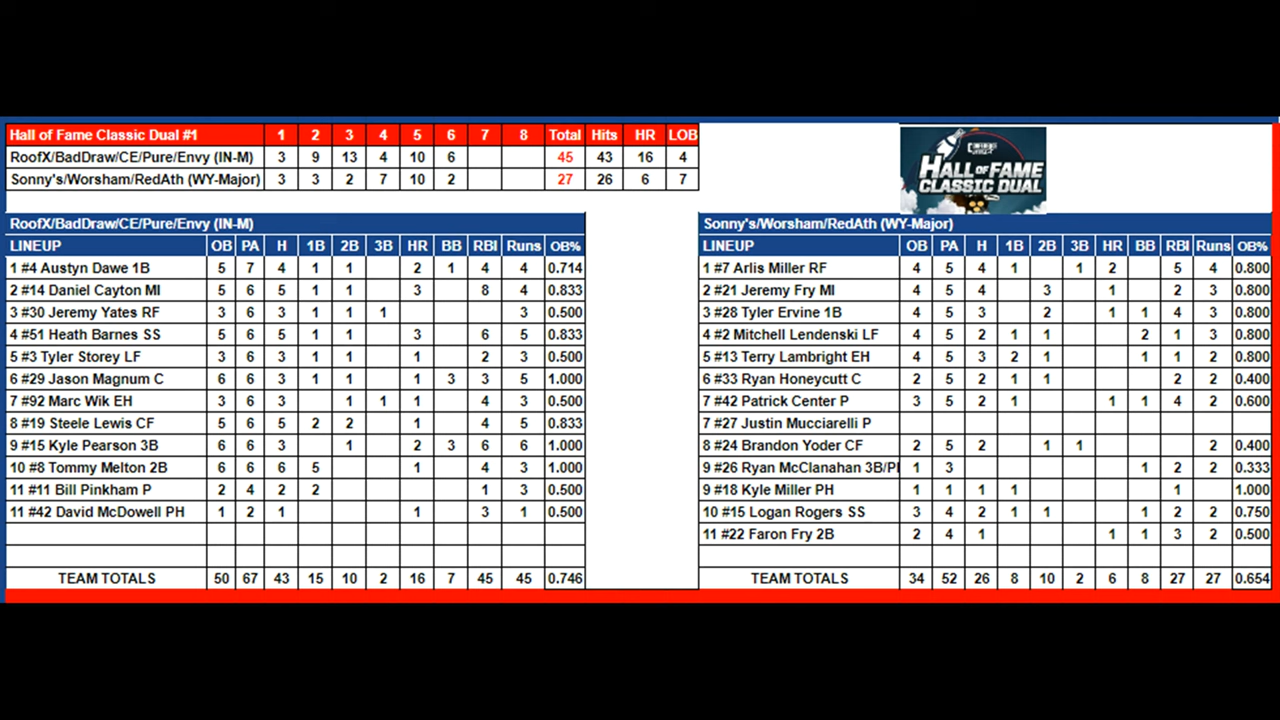 Hall of Fame Classic Dual #1 1 2 3 4 5 6 7 8 Total Hits HR LOB
RoofX/BadDraw/CE/Pure/Envy (IN-M) 3 9 13 4 10 6 45 43 16 4
Sonny's/Worsham/RedAth (WY-Major) 3 3 2 7 10 2 27 26 6 7
HALL OF FAME
CLASSIC DUAL
RoofX/BadDraw/CE/Pure/Envy (IN-M)
LINEUP OB PA H 1B 2B 3B HR BB RBI Runs OB%
1 #4 Austyn Dawe 1B 5 7 4 1 1 2 1 4 4 0.714
2 #14 Daniel Cayton MI 5 6 5 1 1 3 8 4 0.833
3 #30 Jeremy Yates RF 3 6 3 1 1 1 3 0.500
4 #51 Heath Barnes SS 5 6 5 1 1 3 6 5 0.833
5 #3 Tyler Storey LF 3 6 3 1 1 1 2 3 0.500
6 #29 Jason Magnum C 6 6 3 1 1 1 3 3 5 1.000
7 #92 Marc Wik EH 3 6 3 1 1 1 4 3 0.500
8 #19 Steele Lewis CF 5 6 5 2 2 1 4 5 0.833
9 #15 Kyle Pearson 3B 6 6 3 1 2 3 6 6 1.000
10 #8 Tommy Melton 2B 6 6 6 5 1 4 3 1.000
11 #11 Bill Pinkham P 2 4 2 2 1 3 0.500
11 #42 David McDowell PH 1 2 1 1 3 1 0.500
TEAM TOTALS 50 67 43 15 10 2 16 7 45 45 0.746
Sonny's/Worsham/RedAth (WY-Major)
LINEUP OB PA H 1B 2B 3B HR BB RBI Runs OB%
1 #7 Arlis Miller RF 4 5 4 1 1 2 5 4 0.800
2 #21 Jeremy Fry MI 4 5 4 3 1 2 3 0.800
3 #28 Tyler Ervine 1B 4 5 3 2 1 1 4 3 0.800
4 #2 Mitchell Lendenski LF 4 5 2 1 1 2 1 3 0.800
5 #13 Terry Lambright EH 4 5 3 2 1 1 1 2 0.800
6 #33 Ryan Honeycutt C 2 5 2 1 1 2 2 0.400
7 #42 Patrick Center P 3 5 2 1 1 1 4 2 0.600
7 #27 Justin Mucciarelli P
8 #24 Brandon Yoder CF 2 5 2 1 1 2 0.400
9 #26 Ryan McClanahan 3B/PI 1 3 1 2 2 0.333
9 #18 Kyle Miller PH 1 1 1 1 1 1.000
10 #15 Logan Rogers SS 3 4 2 1 1 1 2 2 0.750
11 #22 Faron Fry 2B 2 4 1 1 1 3 2 0.500
TEAM TOTALS 34 52 26 8 10 2 6 8 27 27 0.654